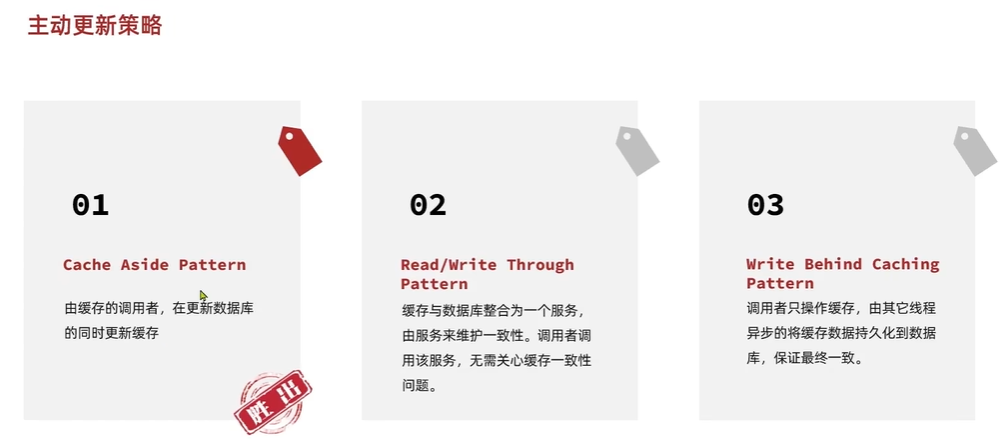 主动更新策略
01
Cache Aside Pattern
由缓存的调用者，在更新数据库
的同时更新缓存
胜出
02
Read/Write Through
Pattern
缓存与数据库整合为一个服务，
由服务来维护一致性。调用者调
用该服务，无需关心缓存一致性
问题。
03
Write Behind Caching
Pattern
调用者只操作缓存，由其它线程
异步的将缓存数据持久化到数据
库，保证最终一致。